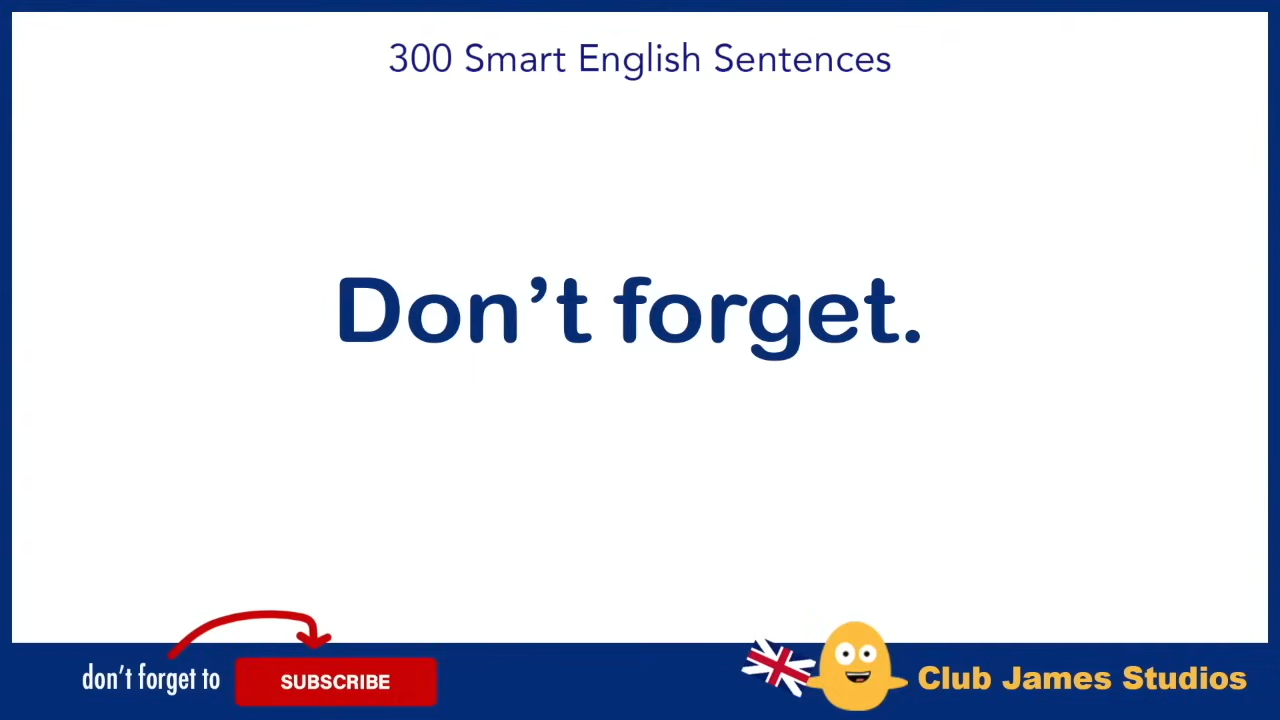 300 Smart English Sentences
Don’t forget.
don’t forget to
SUBSCRIBE
Club James Studios